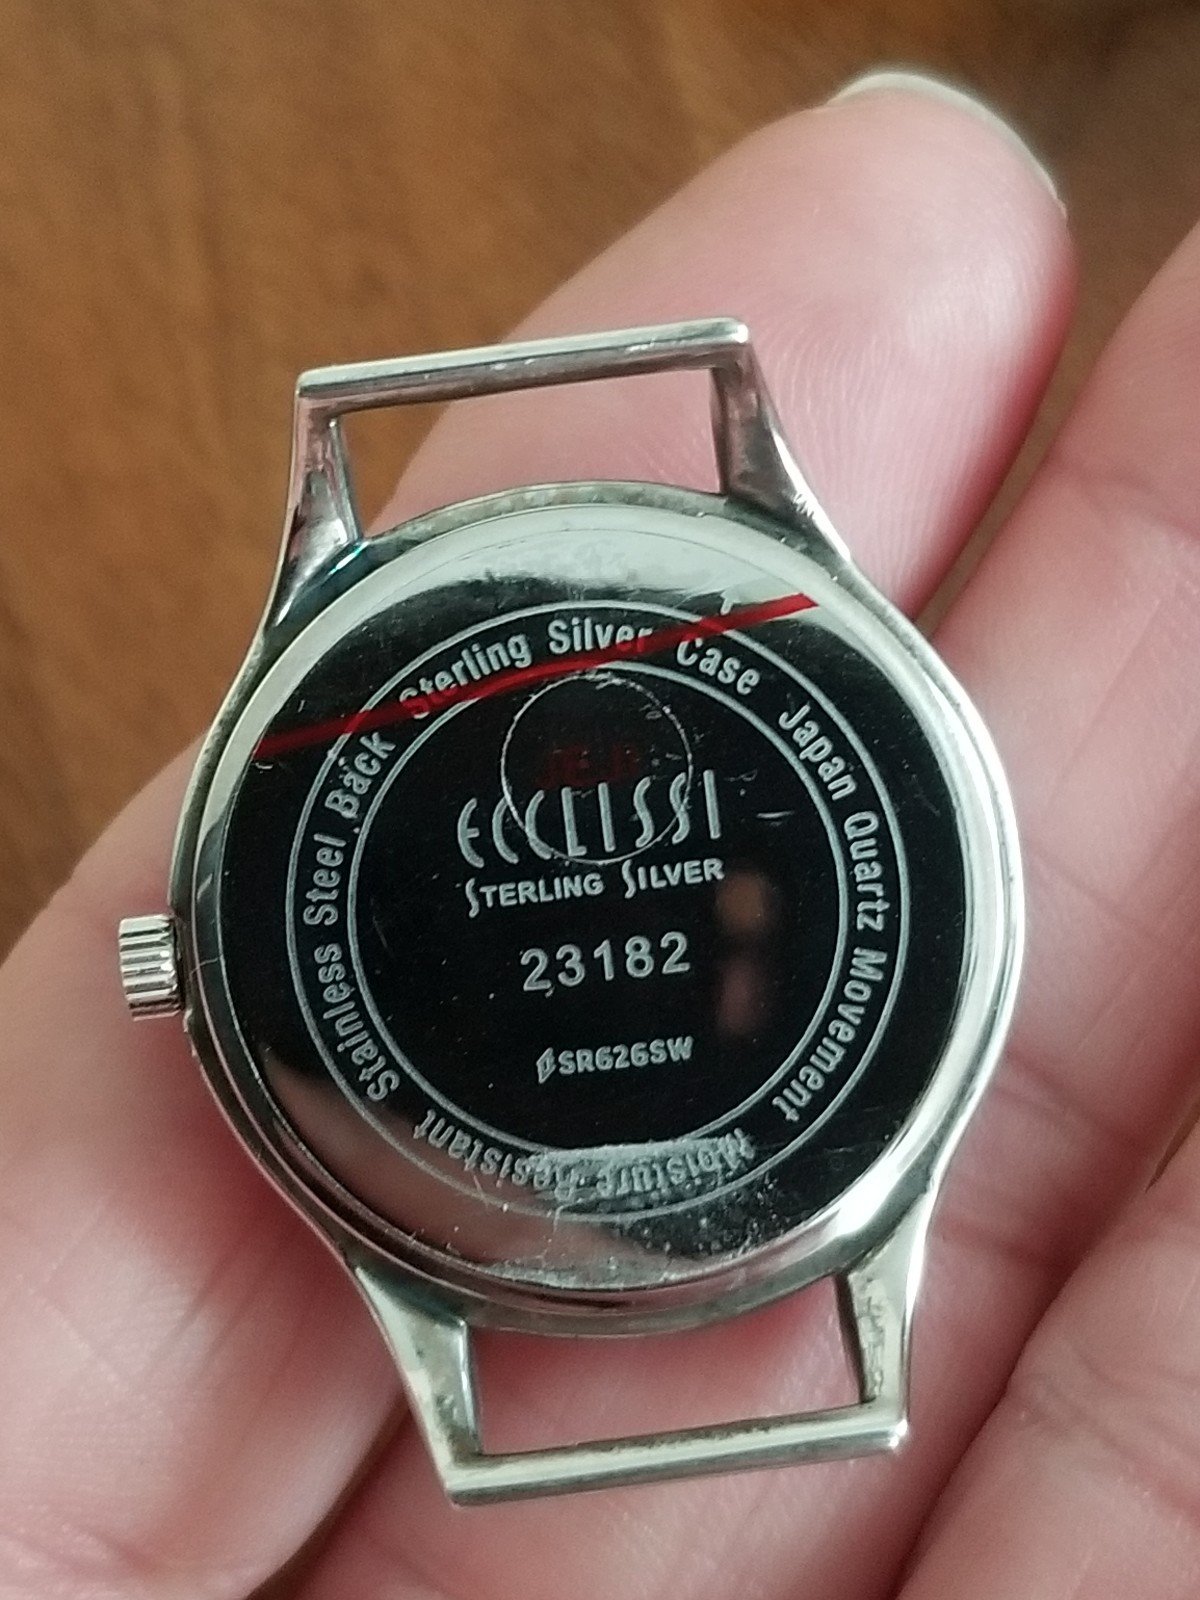 Sterling Silver Case Japan Quartz Movement Moisture Resistant Stainless Steel Back
ECCLISSI
STERLING SILVER
23182
SR626SW